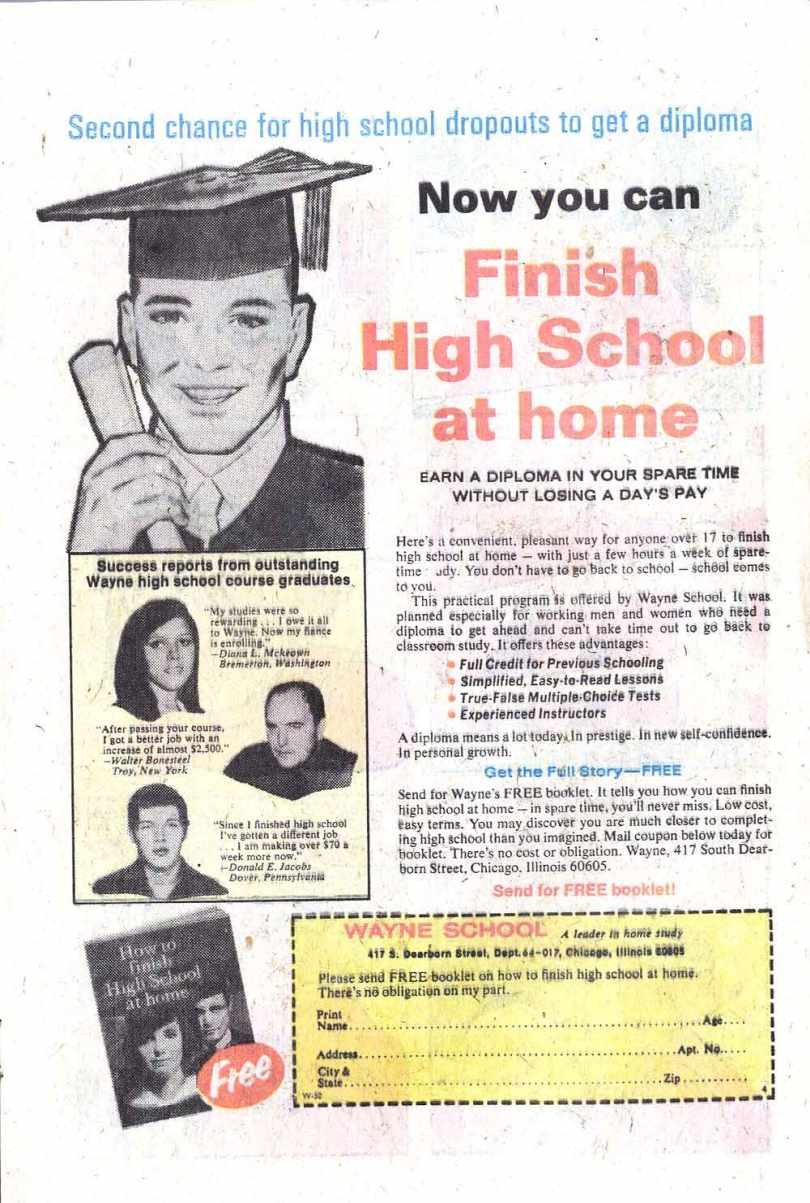 Second chance for high school dropouts to get a diploma
Now you can
Finish
High School
at home
EARN A DIPLOMA IN YOUR SPARE TIME
WITHOUT LOSING A DAY'S PAY
Here's a convenient, pleasant way for anyone over 17 to finish
high school at home — with just a few hours a week of spare-
time udy. You don't have to go back to school — school comes
to you.
This practical program is offered by Wayne School. It was
planned especially for working men and women who need a
diploma to get ahead and can't take time out to go back to
classroom study. It offers these advantages:
• Full Credit for Previous Schooling
• Simplified, Easy-to-Read Lessons
• True-False Multiple-Choice Tests
• Experienced Instructors
A diploma means a lot today. In prestige. In new self-confidence.
In personal growth.
Get the Full Story—FREE
Send for Wayne's FREE booklet. It tells you how you can finish
high school at home — in spare time, you'll never miss. Low cost,
easy terms. You may discover you are much closer to complet-
ing high school than you imagined. Mail coupon below today for
booklet. There's no cost or obligation. Wayne, 417 South Dear-
born Street, Chicago, Illinois 60605.
Send for FREE booklet!
Success reports from outstanding
Wayne high school course graduates
"My studies were so
rewarding . . . I owe it all
to Wayne. Now my fiance
is enrolling."
—Diana L. Mckeown
Bremerton, Washington
"After passing your course,
I got a better job with an
increase of almost $2,500."
—Walter Bonesteel
Troy, New York
"Since I finished high school
I've gotten a different job
. . . I am making over $70 a
week more now."
—Donald E. Jacobs
Dover, Pennsylvania
How to
finish
High School
at home
Free
WAYNE SCHOOL A leader in home study
417 S. Dearborn Street, Dept. 64-017, Chicago, Illinois 60605
Please send FREE booklet on how to finish high school at home.
There's no obligation on my part.
Print
Name Age
Address Apt. No.
City &
State Zip
W-52 4